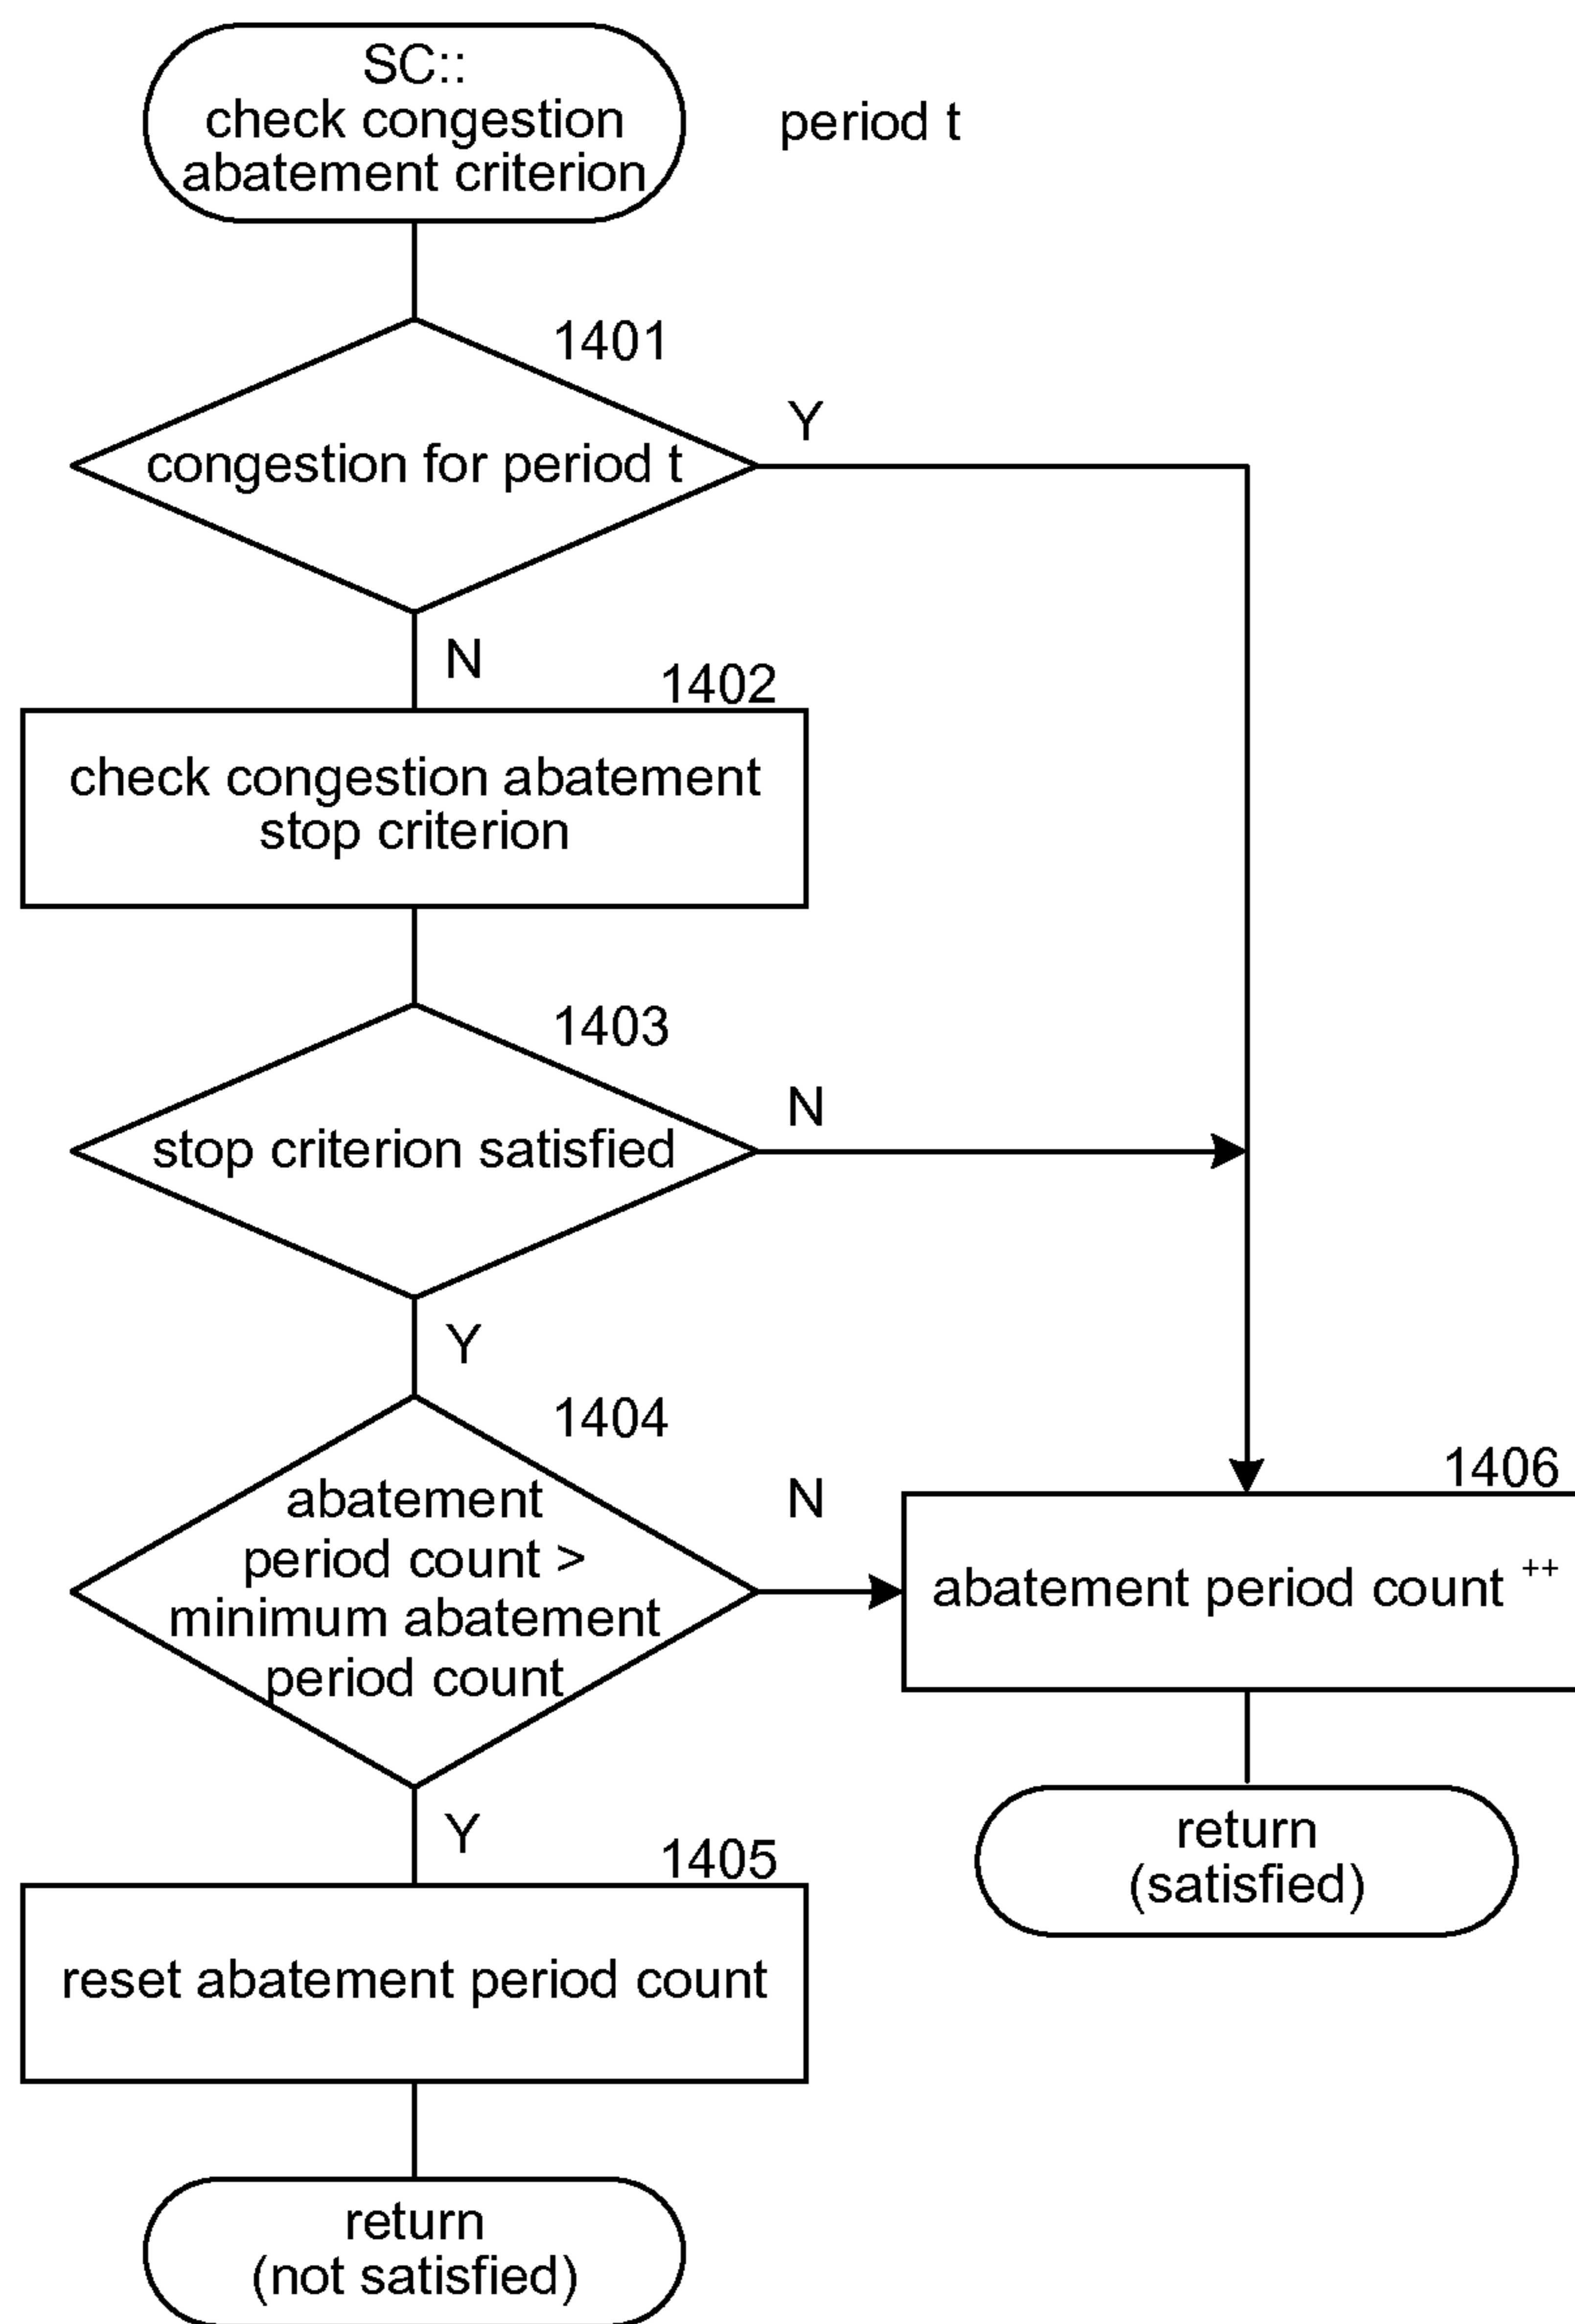 SC::
check congestion
abatement criterion
period t
1401
congestion for period t
Y
N
1402
check congestion abatement
stop criterion
1403
stop criterion satisfied
N
Y
1404
abatement
period count >
minimum abatement
period count
N
1406
abatement period count ++
Y
return
(satisfied)
1405
reset abatement period count
return
(not satisfied)